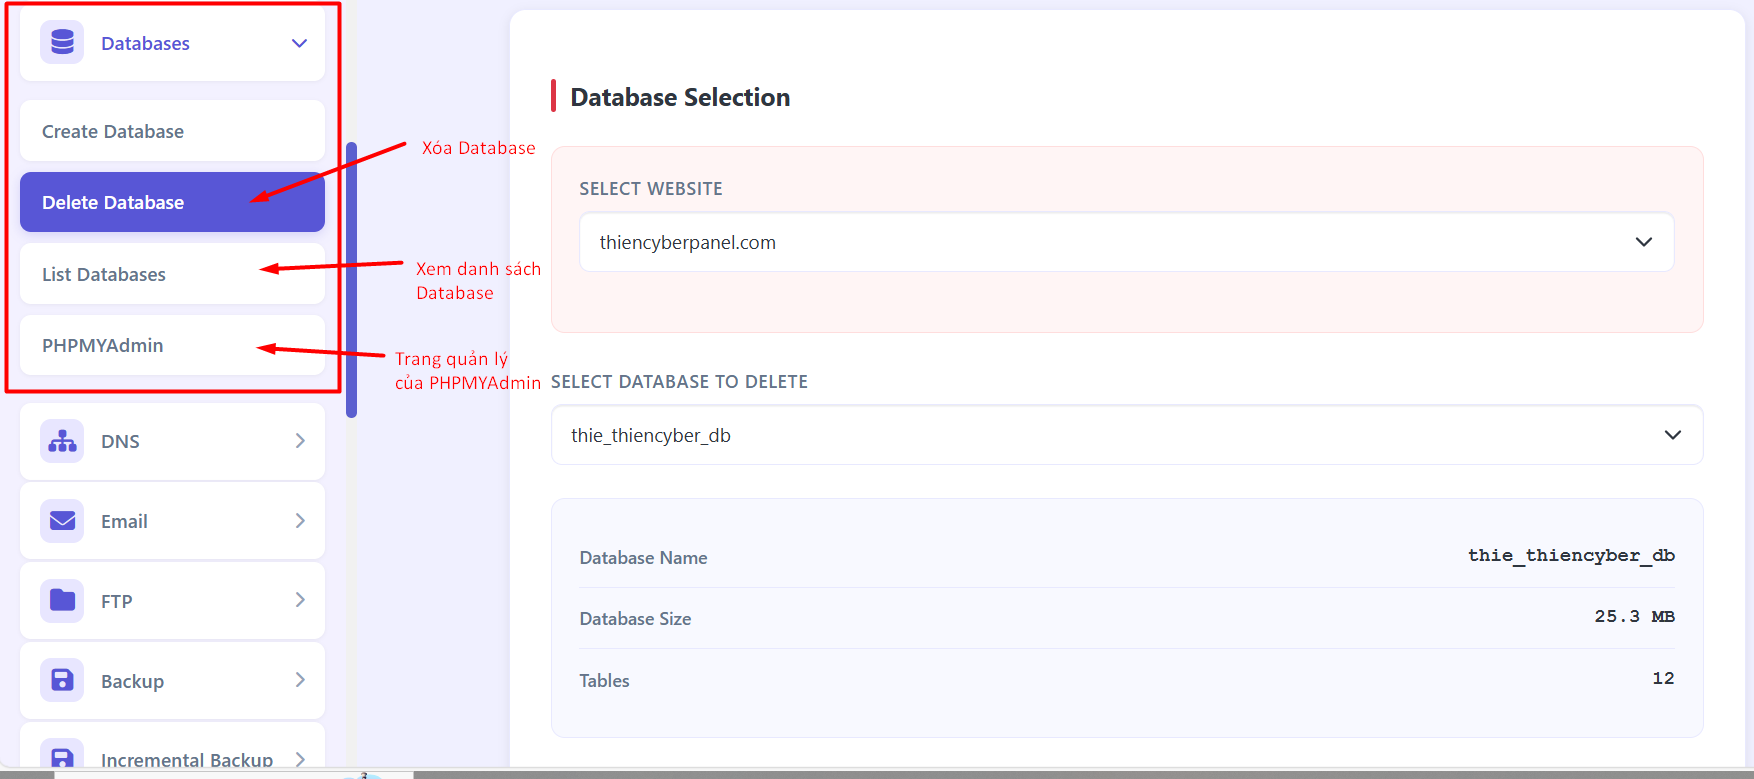 Databases
Create Database
Delete Database
List Databases
PHPMYAdmin
DNS
Email
FTP
Backup
Incremental Backup
Xóa Database
Xem danh sách
Database
Trang quản lý
của PHPMYAdmin
Database Selection
SELECT WEBSITE
thiencyberpanel.com
SELECT DATABASE TO DELETE
thie_thiencyber_db
Database Name
thie_thiencyber_db
Database Size
25.3 MB
Tables
12